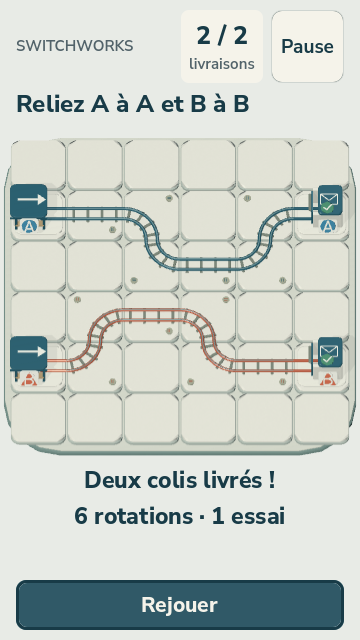 SWITCHWORKS
2 / 2
livraisons
Pause
Reliez A à A et B à B
A
A
Deux colis livrés !
6 rotations · 1 essai
Rejouer